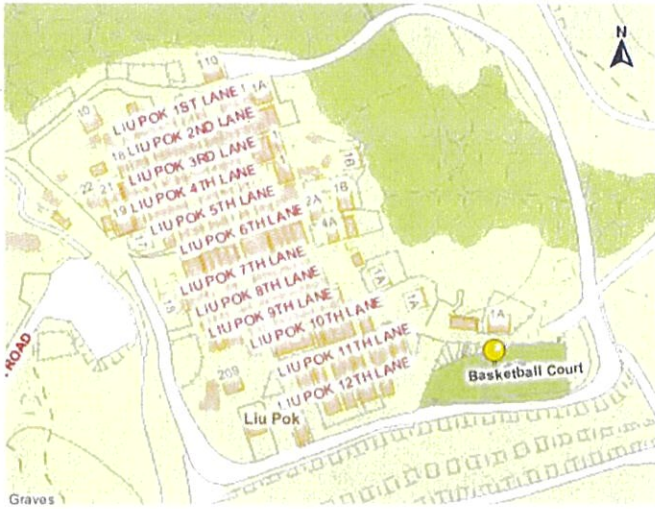 N
110
1A
10
LIU POK 1ST LANE 1
18 LIU POK 2ND LANE
LIU POK 3RD LANE 1
22 21
LIU POK 4TH LANE 1
1B
19
LIU POK 5TH LANE
2A 1B
LIU POK 6TH LANE
4A
LIU POK 7TH LANE
1A
LIU POK 8TH LANE
1A
LIU POK 9TH LANE
LIU POK 10TH LANE
1A
LIU POK 11TH LANE
ROAD
LIU POK 12TH LANE
209
Basketball Court
Liu Pok
Graves